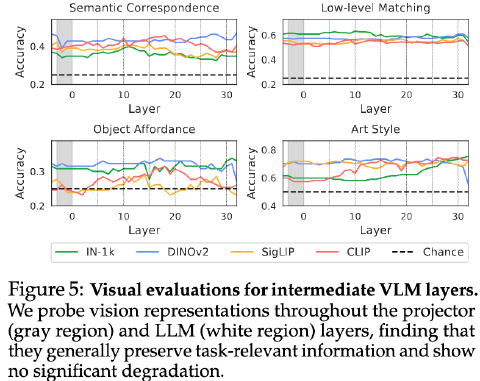 Semantic Correspondence
Low-level Matching
Accuracy
0.4
0.2
0 10 20 30
Layer
Accuracy
0.6
0.4
0.2
0 10 20 30
Layer
Object Affordance
Art Style
Accuracy
0.3
0.2
0 10 20 30
Layer
Accuracy
0.8
0.6
0.4
0 10 20 30
Layer
IN-1k DINOv2 SigLIP CLIP Chance
Figure 5: Visual evaluations for intermediate VLM layers.
We probe vision representations throughout the projector
(gray region) and LLM (white region) layers, finding that
they generally preserve task-relevant information and show
no significant degradation.